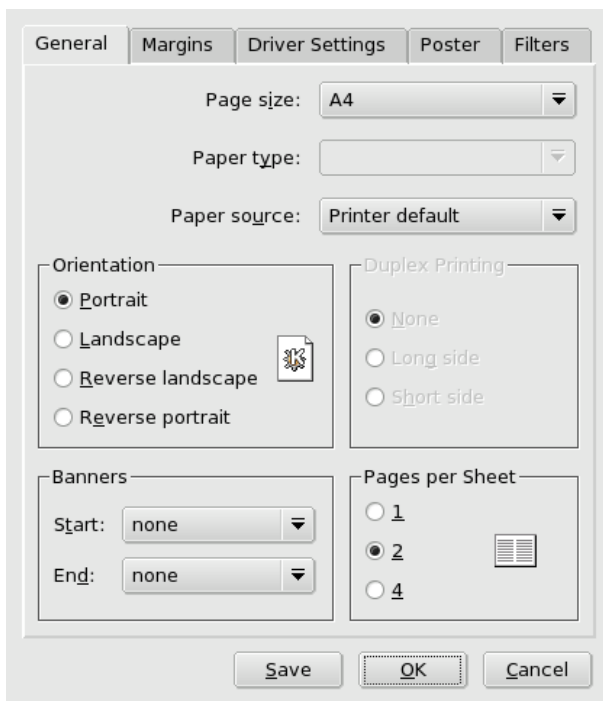 General Margins Driver Settings Poster Filters
Page size: A4
Paper type:
Paper source: Printer default
Orientation
Portrait
Landscape
Reverse landscape
Reverse portrait
Duplex Printing
None
Long side
Short side
Banners
Start: none
End: none
Pages per Sheet
1
2
4
Save OK Cancel